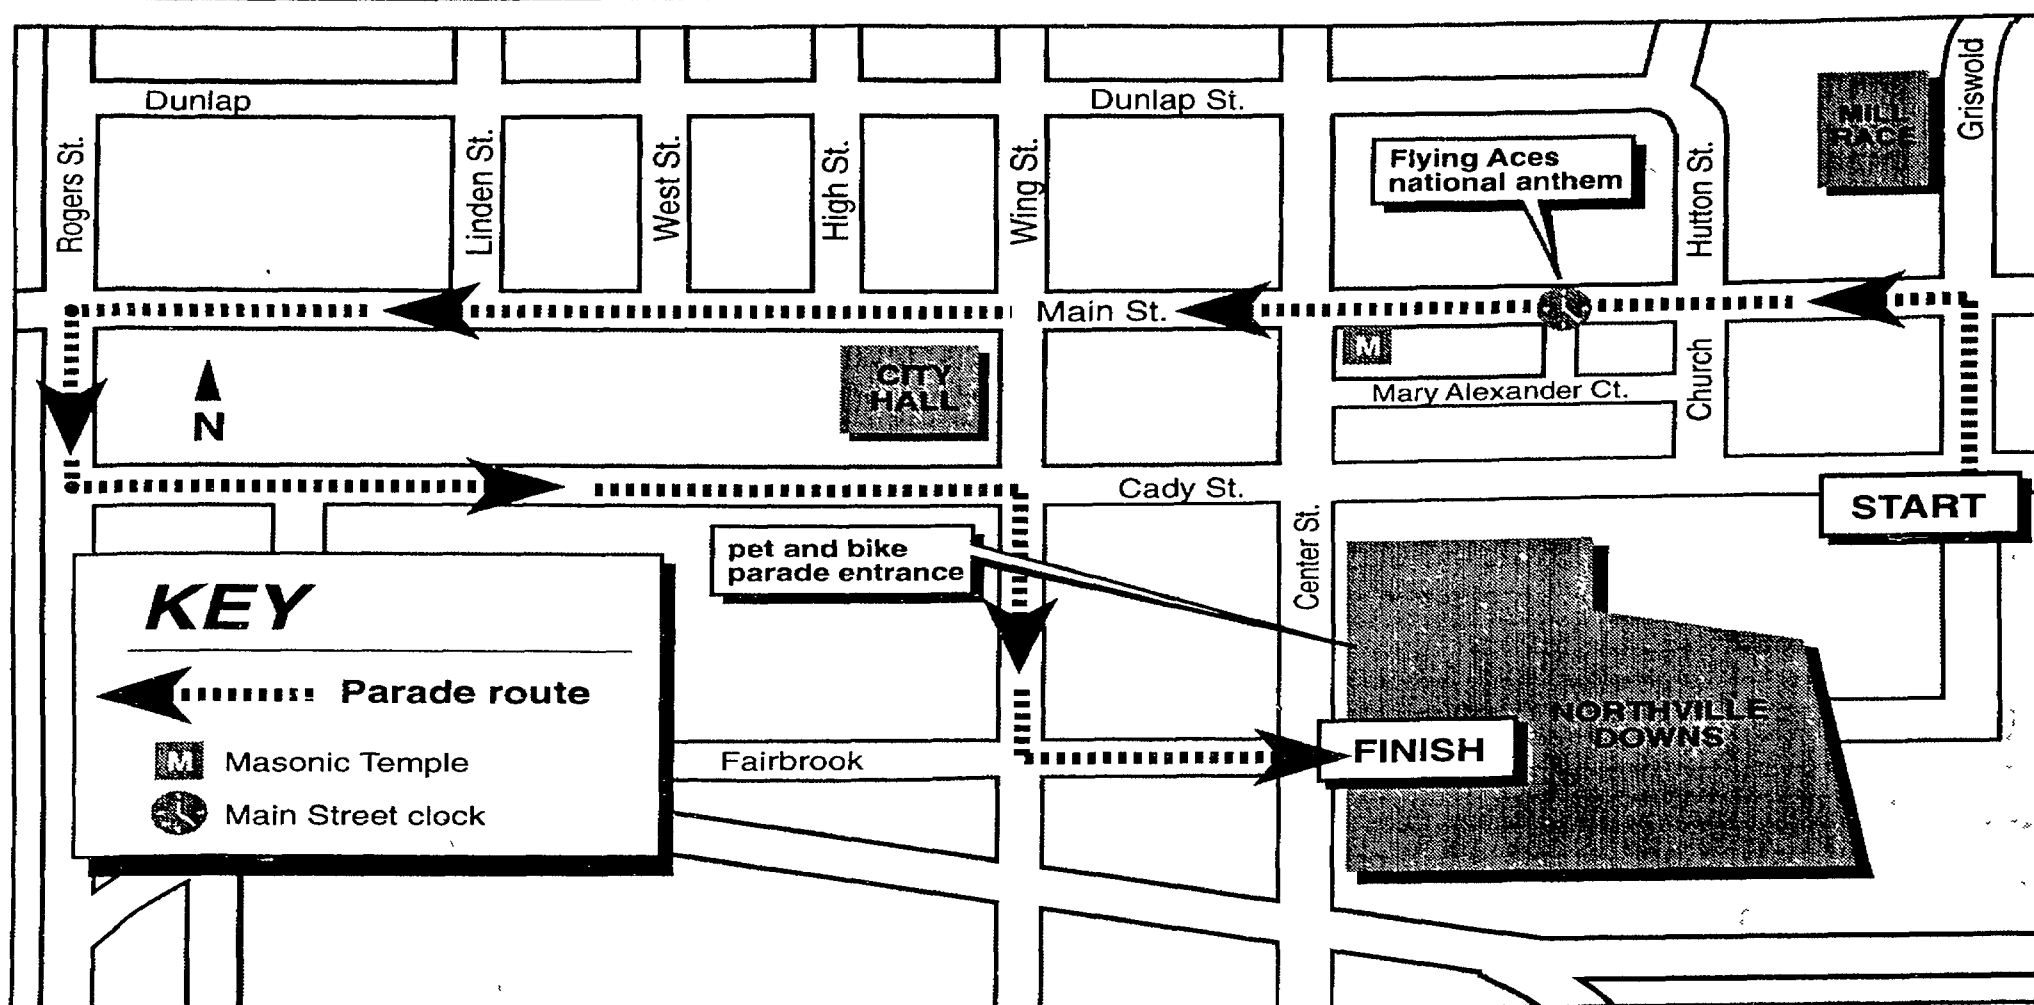 Dunlap
Dunlap St.
Rogers St.
Linden St.
West St.
High St.
Wing St.
Hutton St.
Griswold
MILL
RACE
Flying Aces
national anthem
Main St.
M
Mary Alexander Ct.
Church
CITY
HALL
N
Cady St.
START
Center St.
pet and bike
parade entrance
KEY
Parade route
M Masonic Temple
Main Street clock
Fairbrook
FINISH
NORTHVILLE
DOWNS